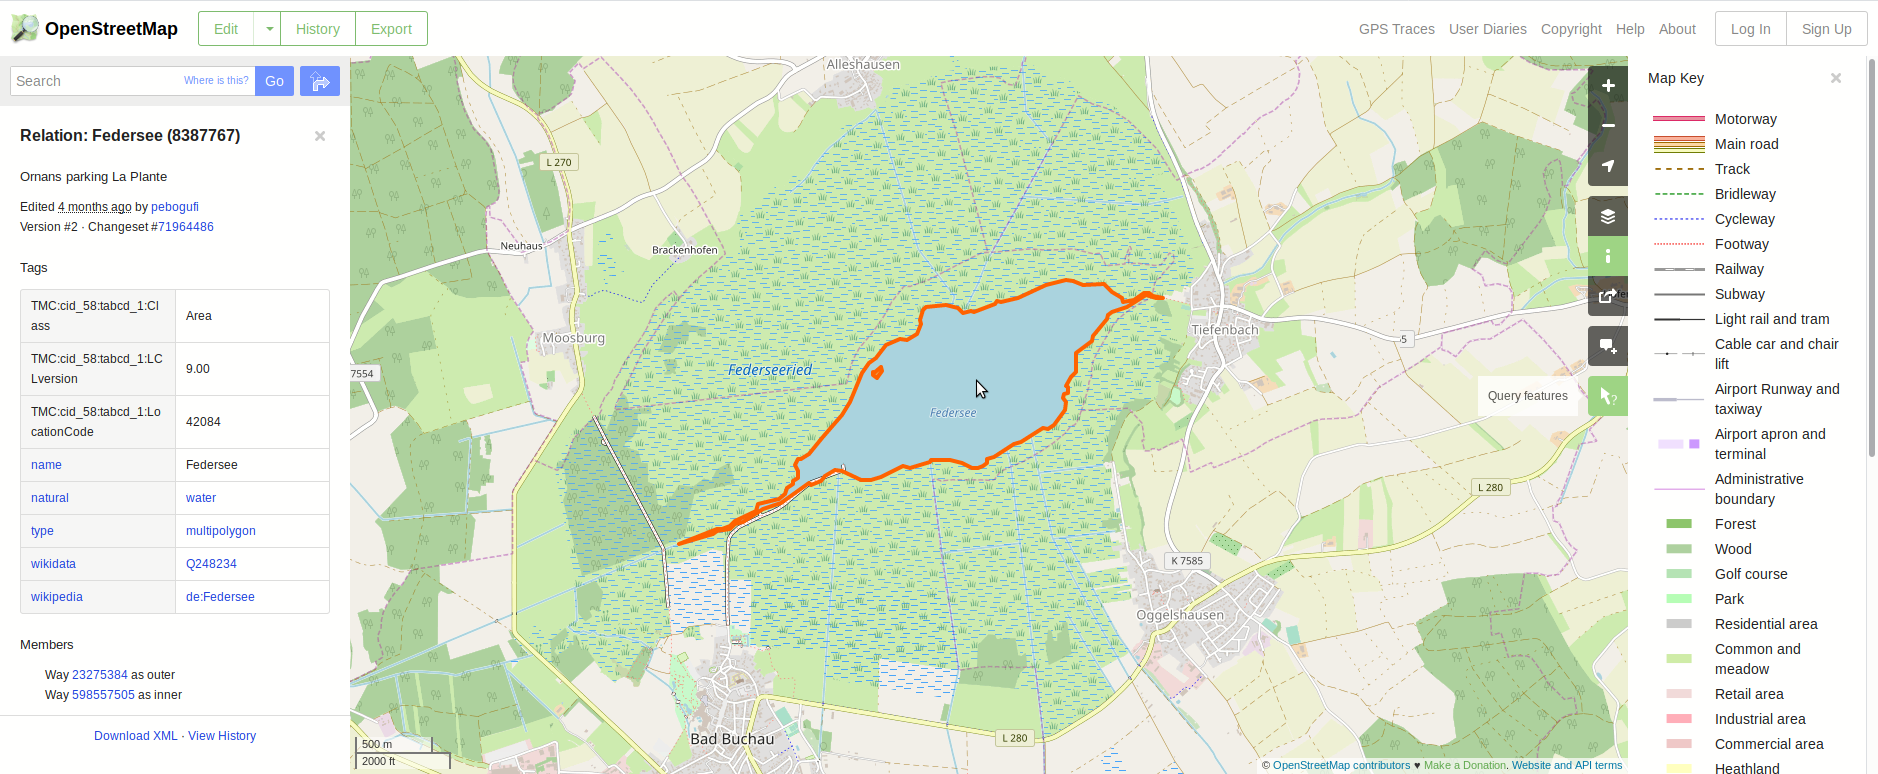 OpenStreetMap
Edit
History
Export
GPS Traces
User Diaries
Copyright
Help
About
Log In
Sign Up
Search
Where is this?
Go
Relation: Federsee (8387767)
Ornans parking La Plante
Edited 4 months ago by pebogufi
Version #2 · Changeset #71964486
Tags
TMC:cid_58:tabcd_1:Cl
ass
Area
TMC:cid_58:tabcd_1:LC
Lversion
9.00
TMC:cid_58:tabcd_1:Lo
cationCode
42084
name
Federsee
natural
water
type
multipolygon
wikidata
Q248234
wikipedia
de:Federsee
Members
Way 23275384 as outer
Way 598557505 as inner
Download XML · View History
Alleshausen
L 270
Neuhaus
Brackenhofen
Moosburg
7554
Federseeried
Federsee
Tiefenbach
5
L 280
K 7585
Oggelshausen
Bad Buchau
L 280
500 m
2000 ft
Query features
© OpenStreetMap contributors ♥ Make a Donation. Website and API terms
Map Key
Motorway
Main road
Track
Bridleway
Cycleway
Footway
Railway
Subway
Light rail and tram
Cable car and chair
lift
Airport Runway and
taxiway
Airport apron and
terminal
Administrative
boundary
Forest
Wood
Golf course
Park
Residential area
Common and
meadow
Retail area
Industrial area
Commercial area
Heathland